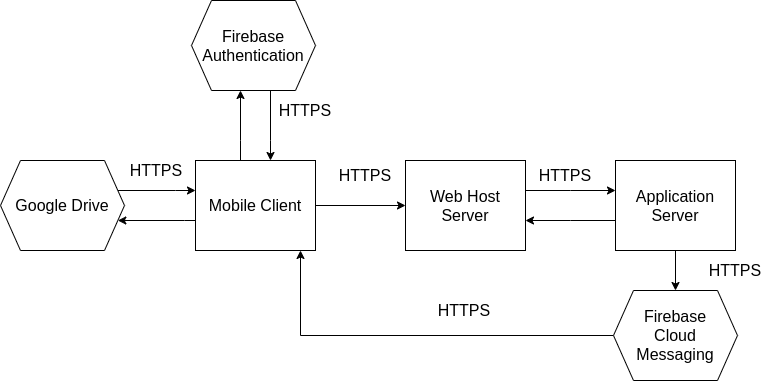 Firebase
Authentication
HTTPS
HTTPS
HTTPS
HTTPS
Google Drive
Mobile Client
Web Host
Server
Application
Server
HTTPS
HTTPS
Firebase
Cloud
Messaging